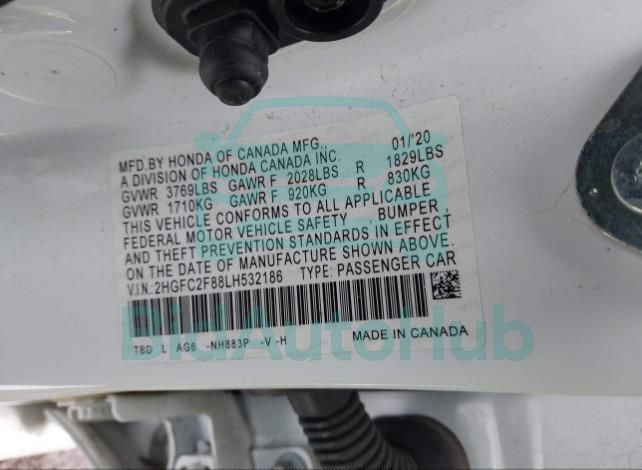 MFD.BY HONDA OF CANADA MFG. 01/'20
A DIVISION OF HONDA CANADA INC.
GVWR 3769LBS GAWR F 2028LBS R 1829LBS
GVWR 1710KG GAWR F 920KG R 830KG
THIS VEHICLE CONFORMS TO ALL APPLICABLE
FEDERAL MOTOR VEHICLE SAFETY BUMPER
AND THEFT PREVENTION STANDARDS IN EFFECT
ON THE DATE OF MANUFACTURE SHOWN ABOVE.
V.I.N:2HGFC2F88LH532186 TYPE: PASSENGER CAR
TBD L AG6 -NH883P -V -H MADE IN CANADA
BidAutoHub